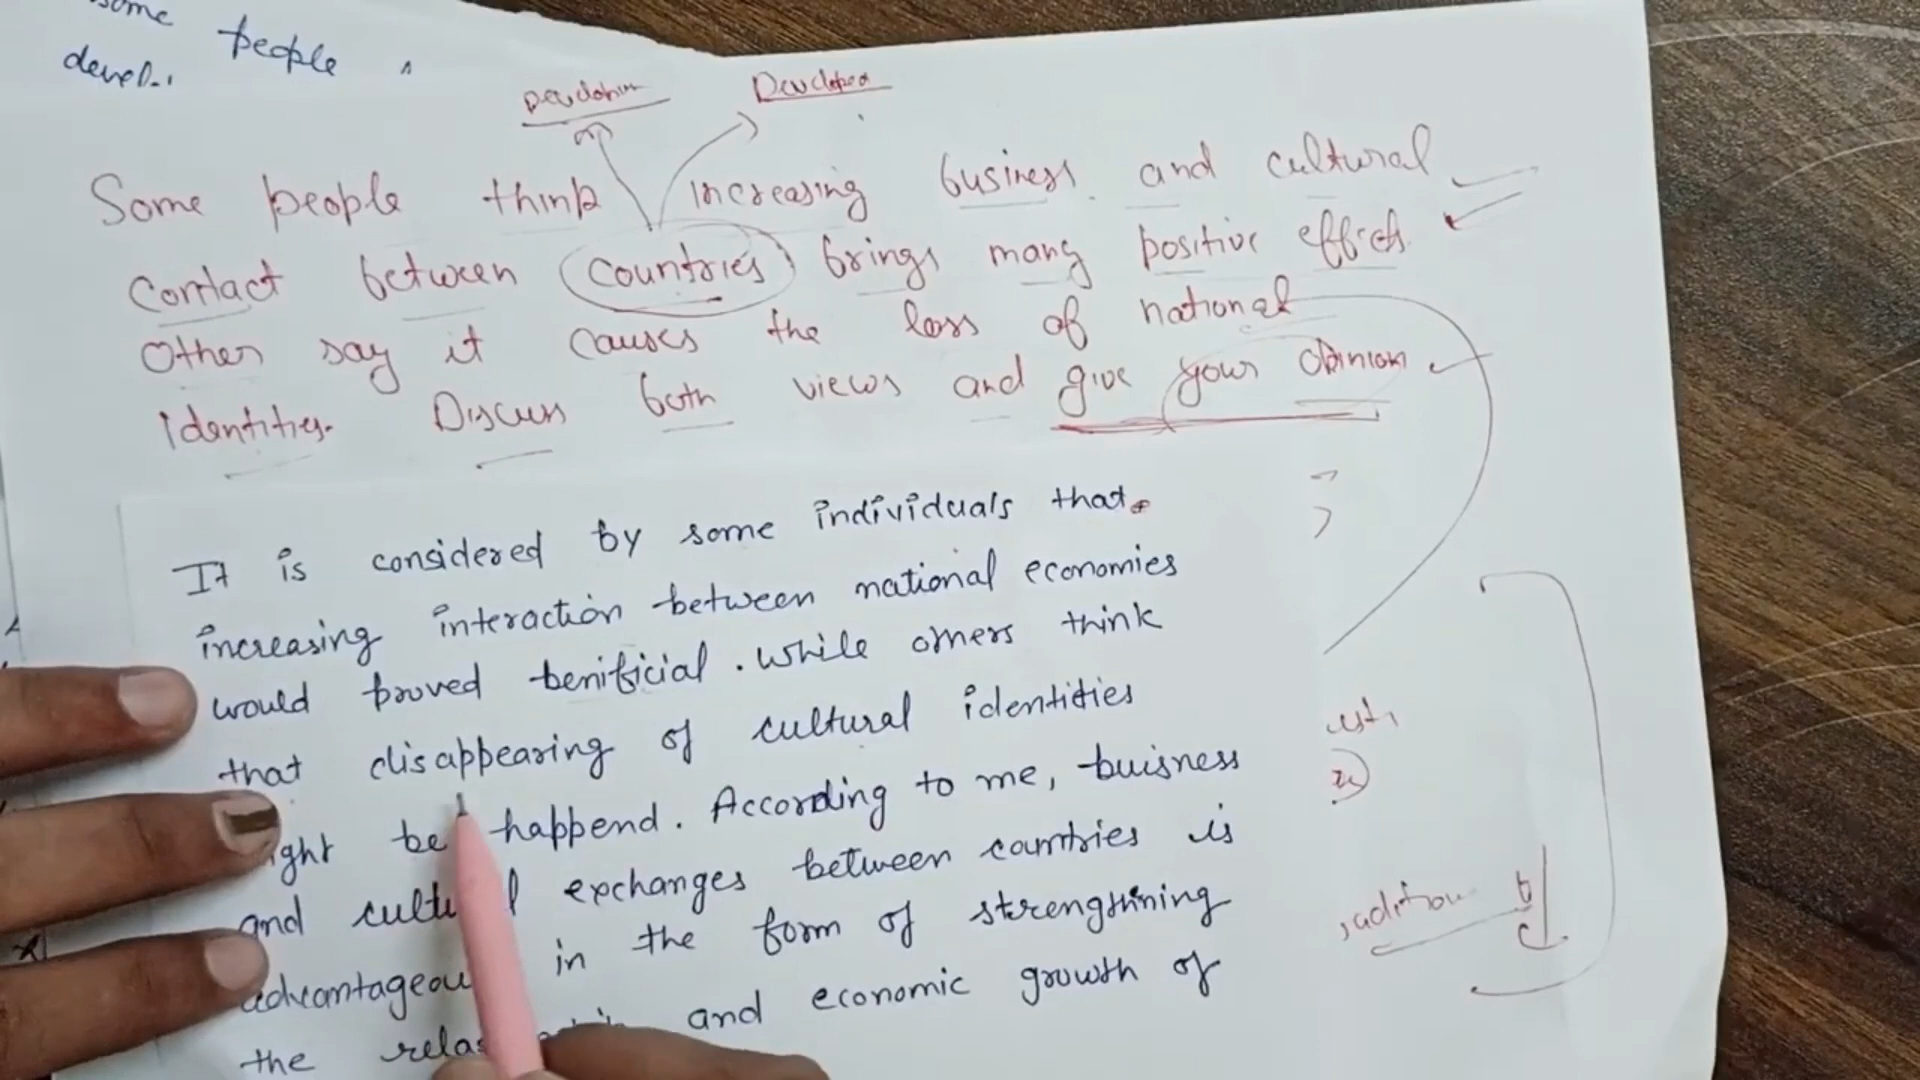 some people
devel..
Developed
Some people think increasing business and cultural
Contact between countries brings many positive effects
Other say it causes the loss of national
identities. Discuss both views and give your opinion
It is considered by some individuals that
increasing interaction between national economies
would proved benificial. While others think
that disappearing of cultural identities
be happend. According to me, buisness
and exchanges between countries is
in the form of strengthining
the and economic growth of